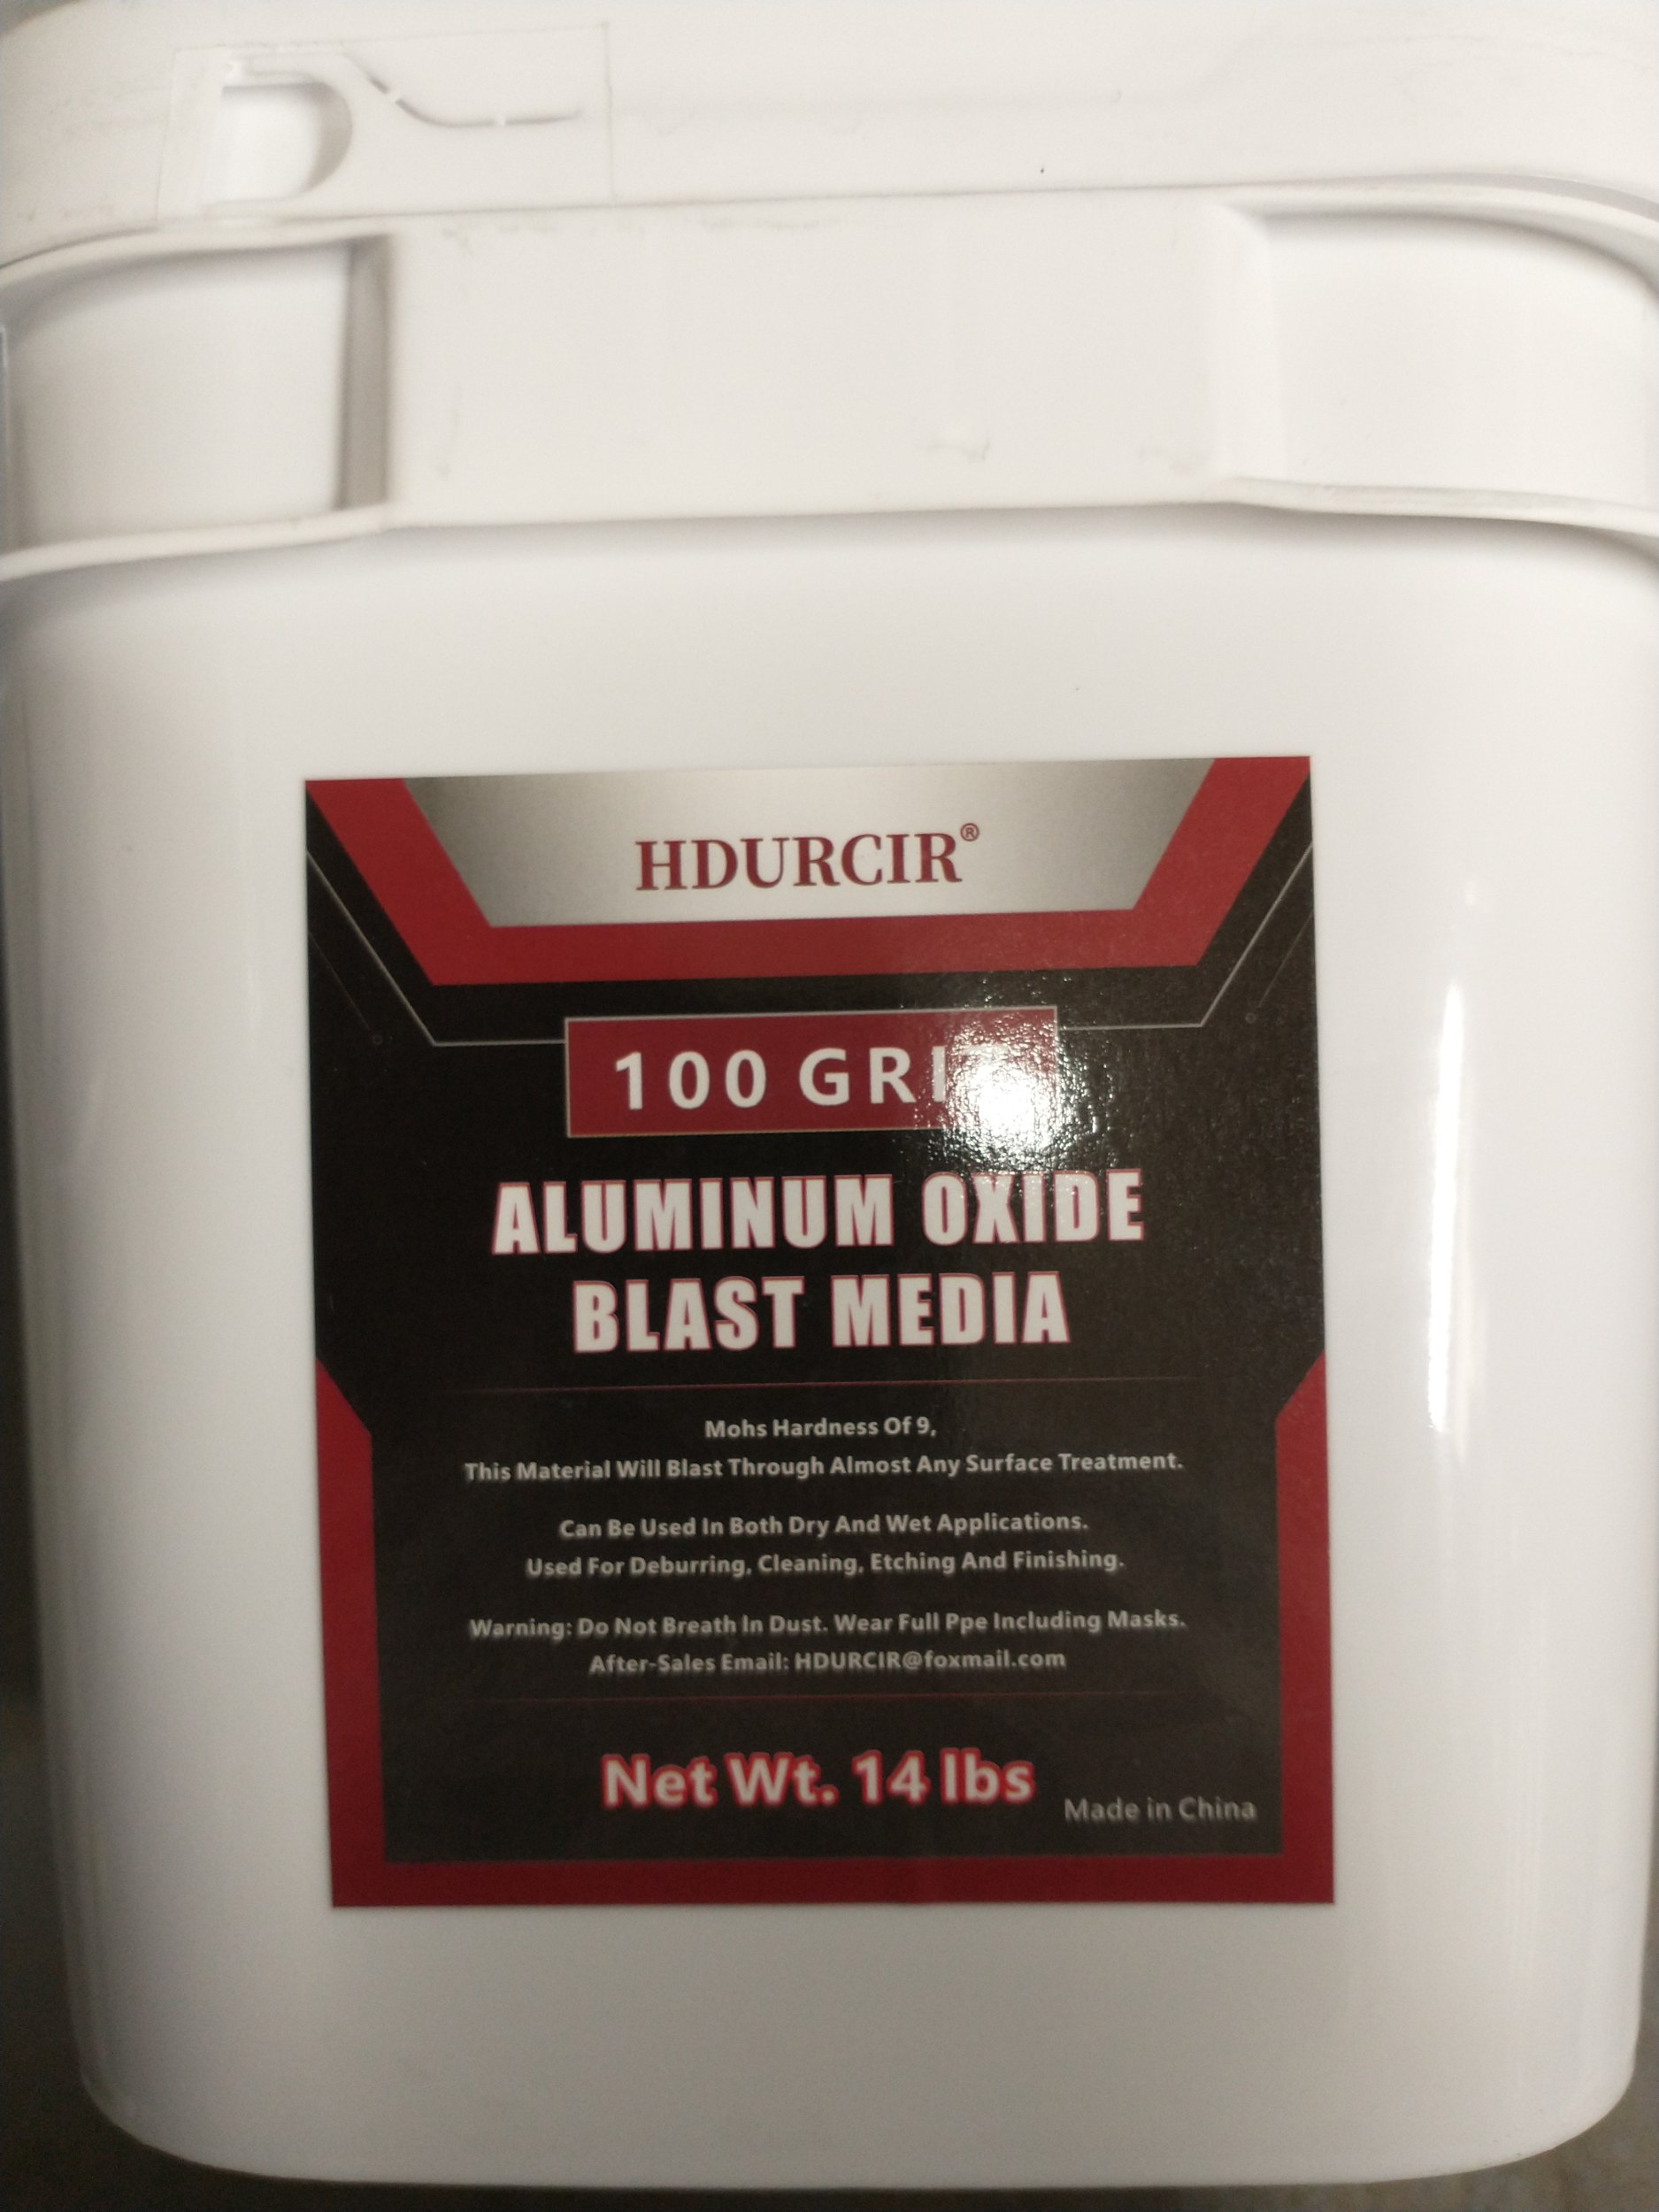 HDURCIR®
100 GRIT
ALUMINUM OXIDE
BLAST MEDIA
Mohs Hardness Of 9,
This Material Will Blast Through Almost Any Surface Treatment.
Can Be Used In Both Dry And Wet Applications.
Used For Deburring, Cleaning, Etching And Finishing.
Warning: Do Not Breath In Dust. Wear Full Ppe Including Masks.
After-Sales Email: HDURCIR@foxmail.com
Net Wt. 14 lbs
Made in China